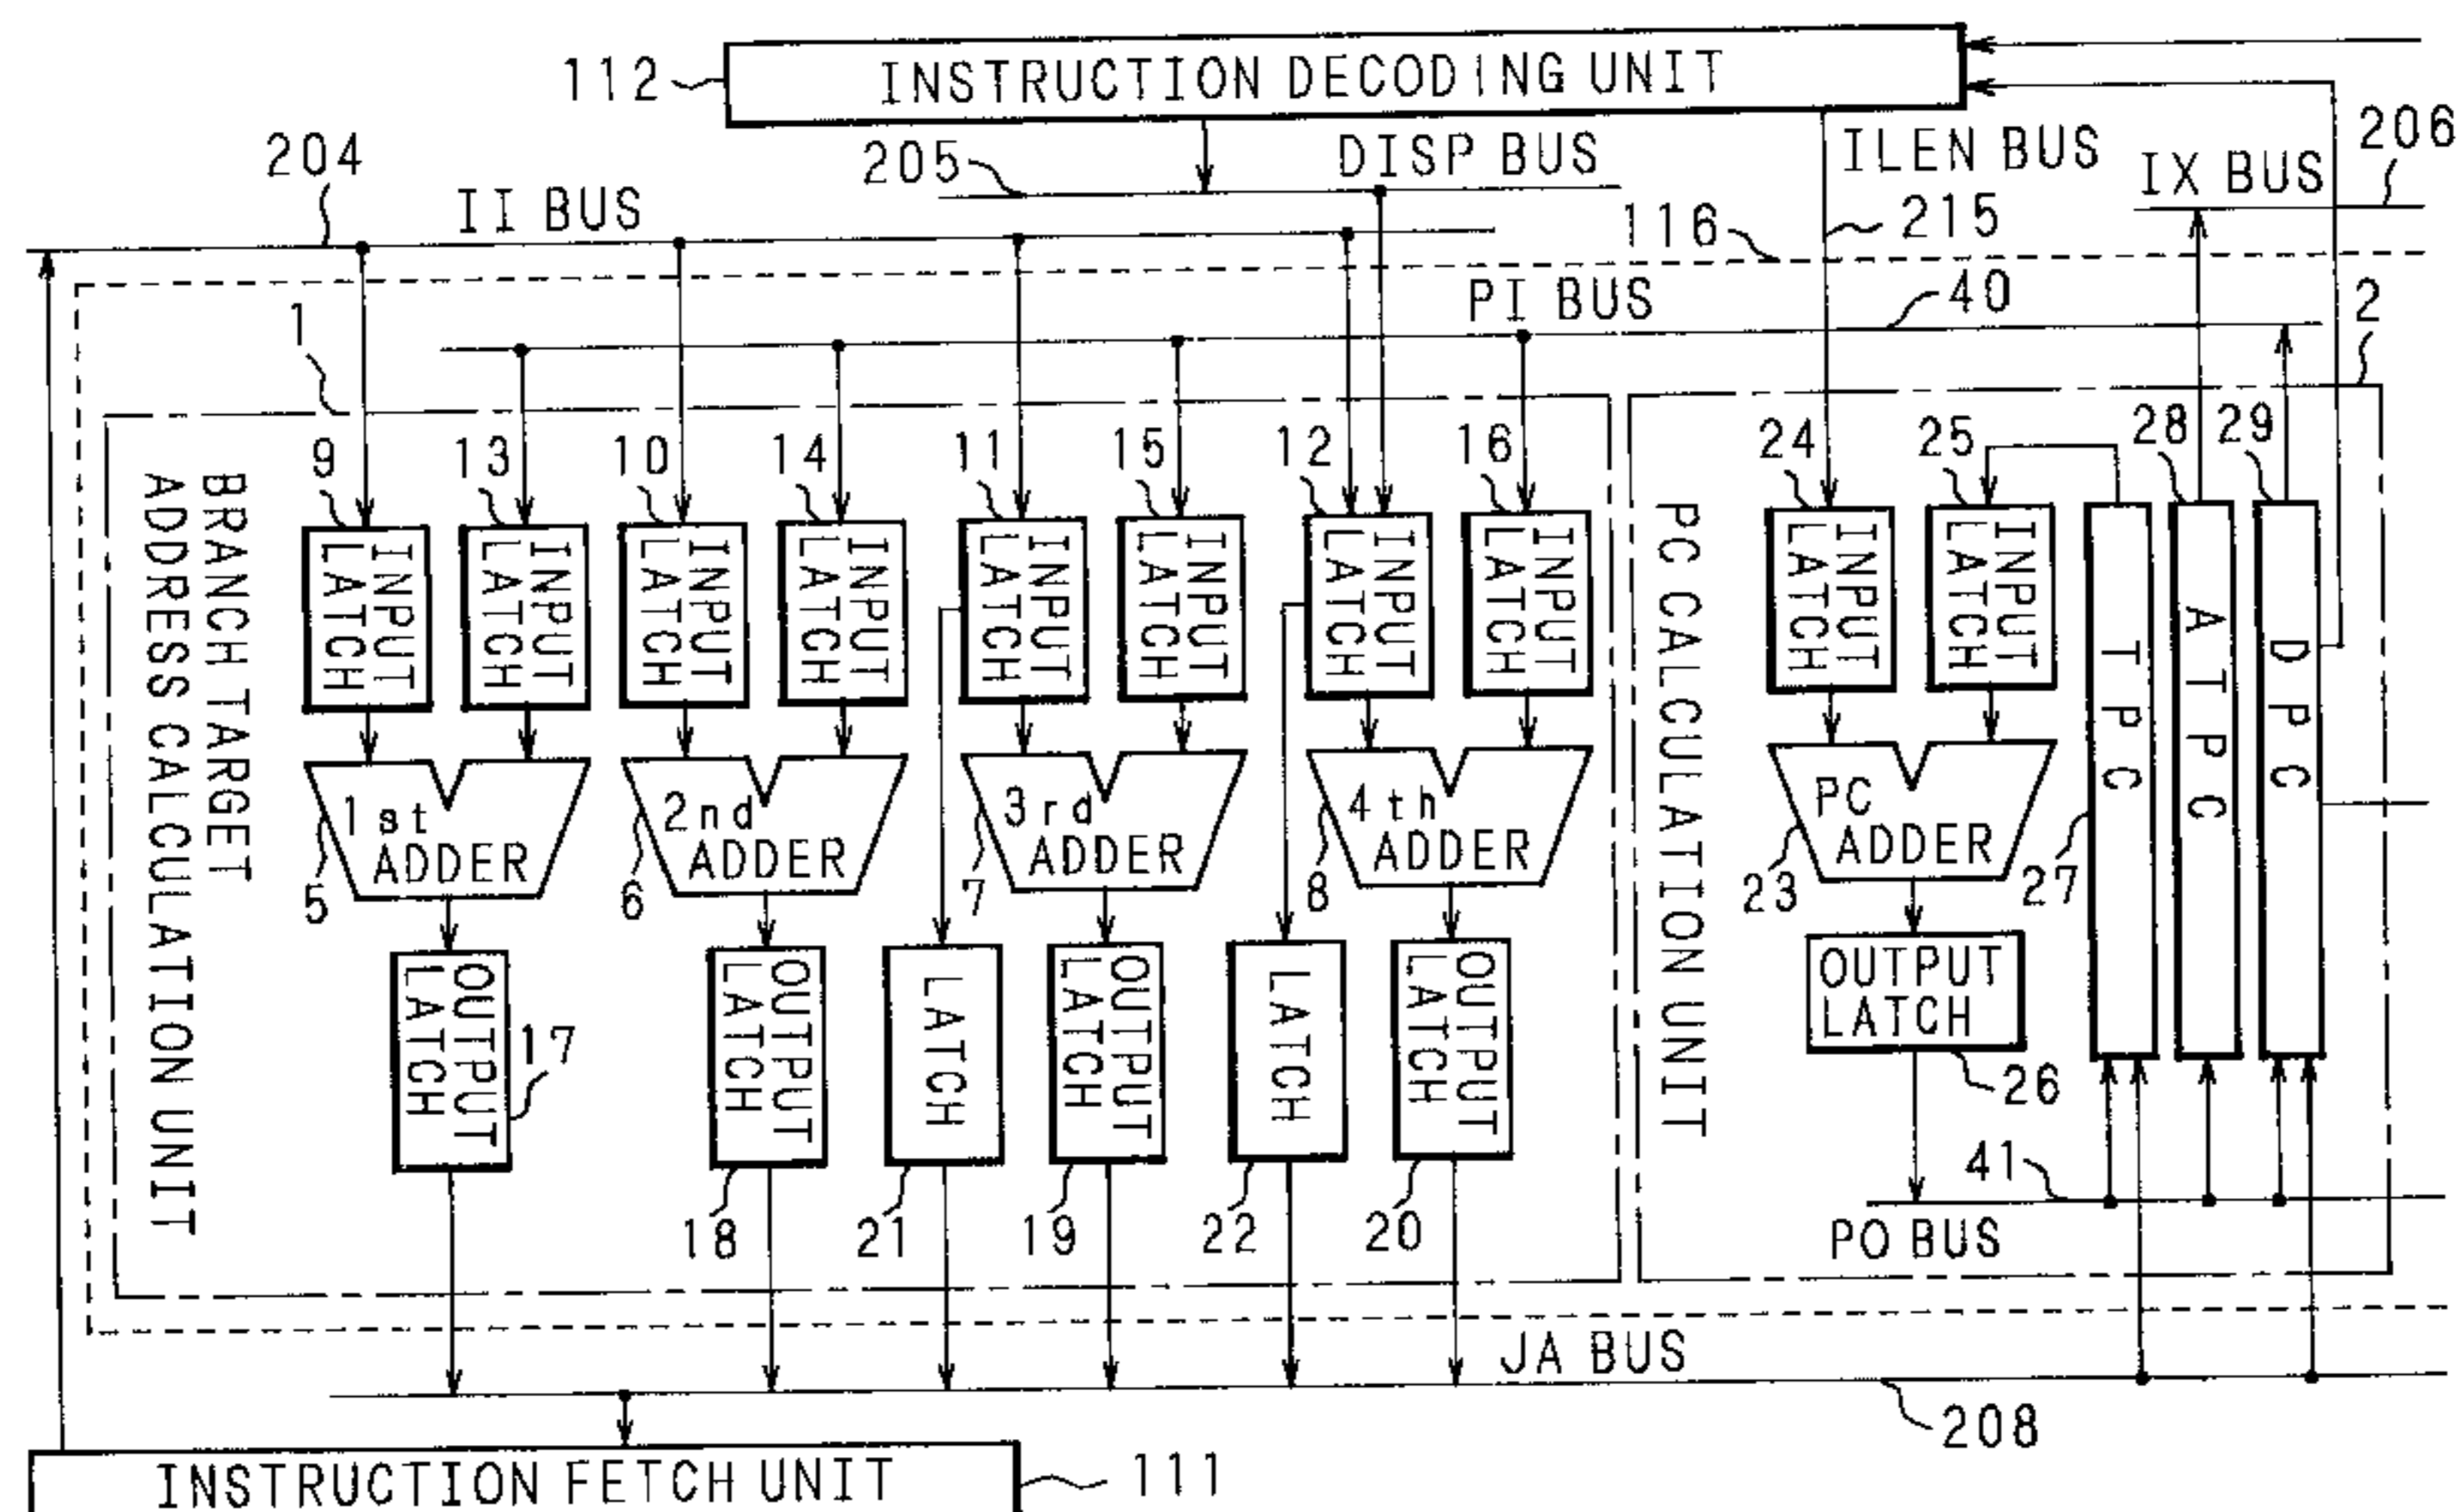 112
INSTRUCTION DECODING UNIT
204
205
DISP BUS
ILEN BUS
206
II BUS
IX BUS
116
215
PI BUS
40
1
2
9
13
10
14
11
15
12
16
24
25
28
29
BRANCH TARGET
ADDRESS CALCULATION UNIT
INPUT
LATCH
INPUT
LATCH
INPUT
LATCH
INPUT
LATCH
INPUT
LATCH
INPUT
LATCH
INPUT
LATCH
INPUT
LATCH
PC CALCULATION UNIT
INPUT
LATCH
INPUT
LATCH
TPC
ATPC
DPC
1st
ADDER
2nd
ADDER
3rd
ADDER
4th
ADDER
PC
ADDER
5
6
7
8
23
27
OUTPUT
LATCH
17
OUTPUT
LATCH
LATCH
OUTPUT
LATCH
LATCH
OUTPUT
LATCH
OUTPUT
LATCH
26
18
21
19
22
20
41
PO BUS
JA BUS
208
INSTRUCTION FETCH UNIT
111